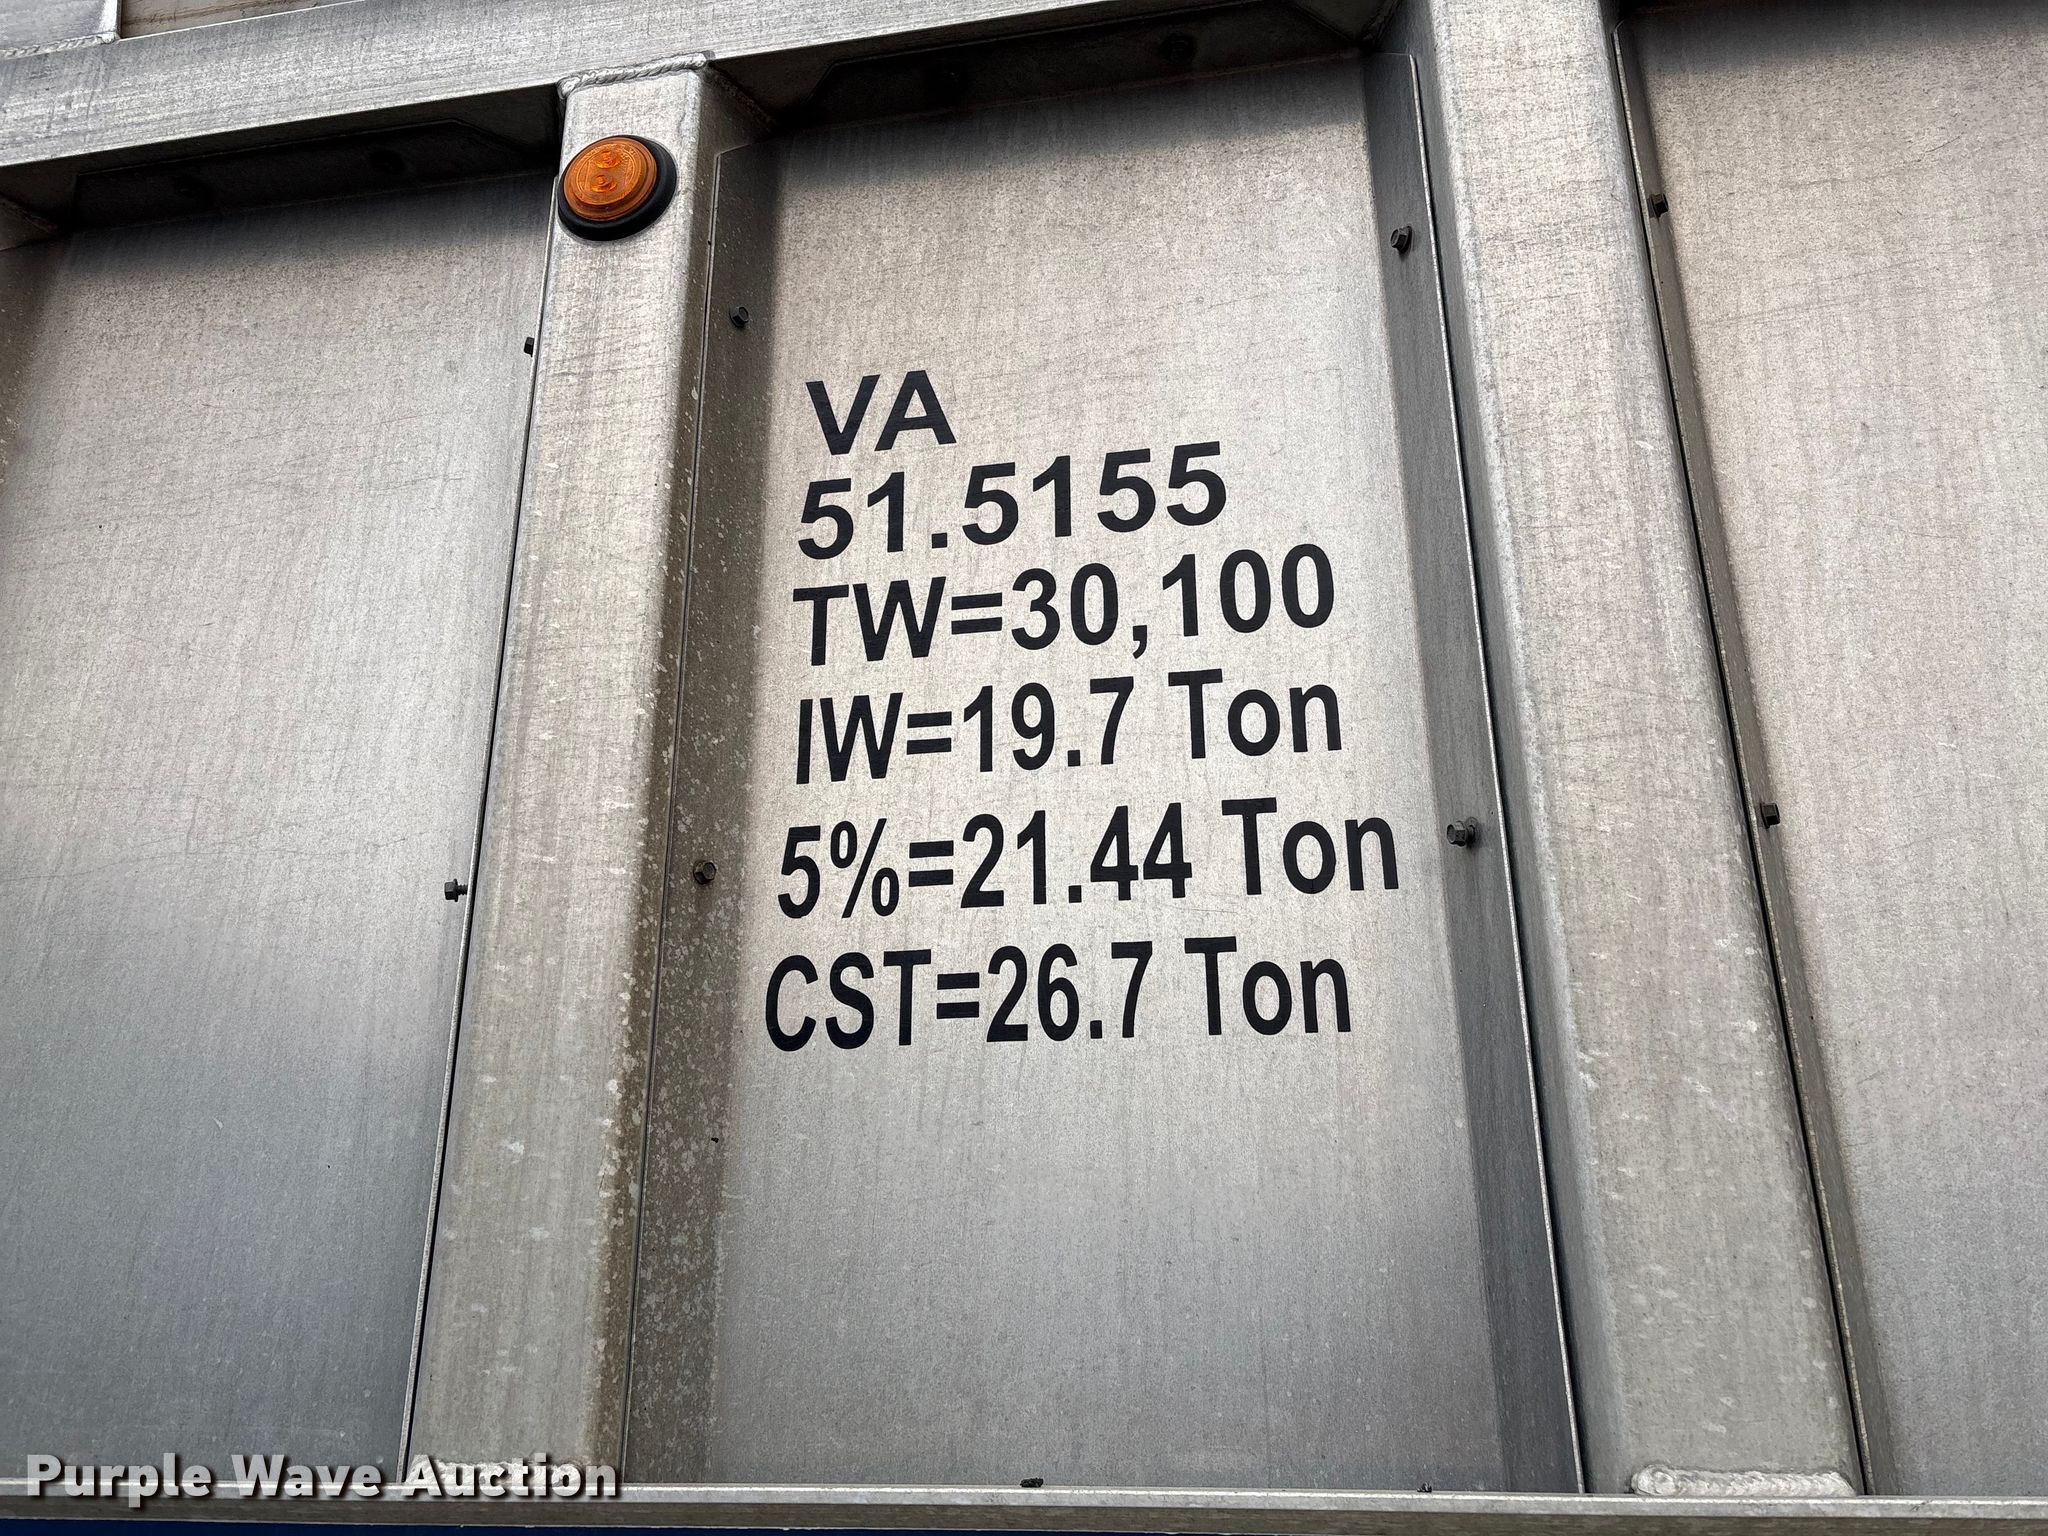 VA
51.5155
TW=30,100
IW=19.7 Ton
5%=21.44 Ton
CST=26.7 Ton
Purple Wave Auction